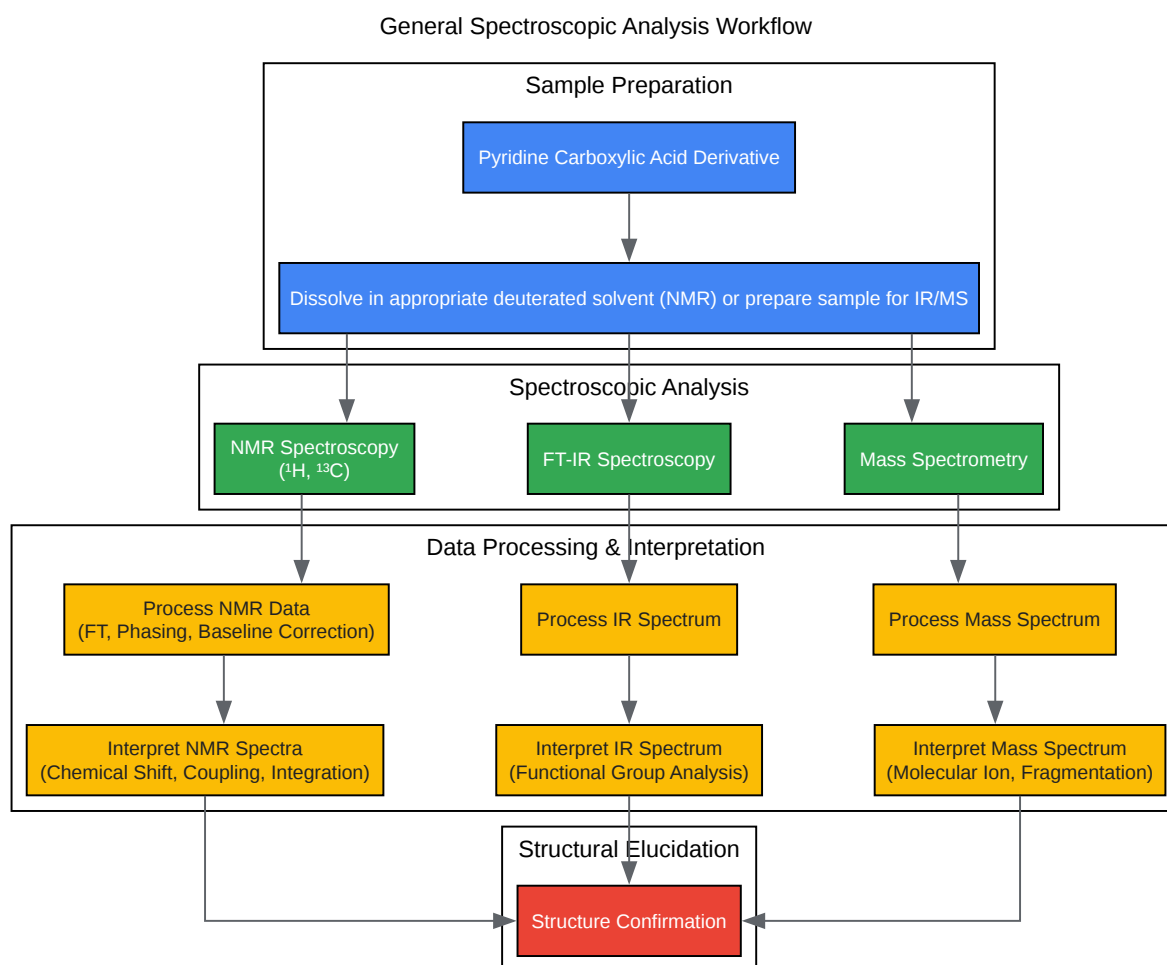 General Spectroscopic Analysis Workflow
Sample Preparation
Pyridine Carboxylic Acid Derivative
Dissolve in appropriate deuterated solvent (NMR) or prepare sample for IR/MS
Spectroscopic Analysis
NMR Spectroscopy
(¹H, ¹³C)
FT-IR Spectroscopy
Mass Spectrometry
Data Processing & Interpretation
Process NMR Data
(FT, Phasing, Baseline Correction)
Process IR Spectrum
Process Mass Spectrum
Interpret NMR Spectra
(Chemical Shift, Coupling, Integration)
Interpret IR Spectrum
(Functional Group Analysis)
Interpret Mass Spectrum
(Molecular Ion, Fragmentation)
Structural Elucidation
Structure Confirmation